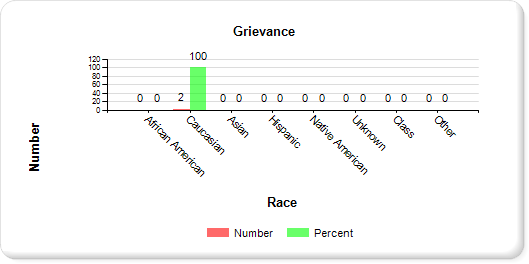 Grievance
Number
120
100
80
60
40
20
0
0 0 2 100 0 0 0 0 0 0 0 0 0 0 0 0
African American
Caucasian
Asian
Hispanic
Native American
Unknown
Class
Other
Race
Number Percent